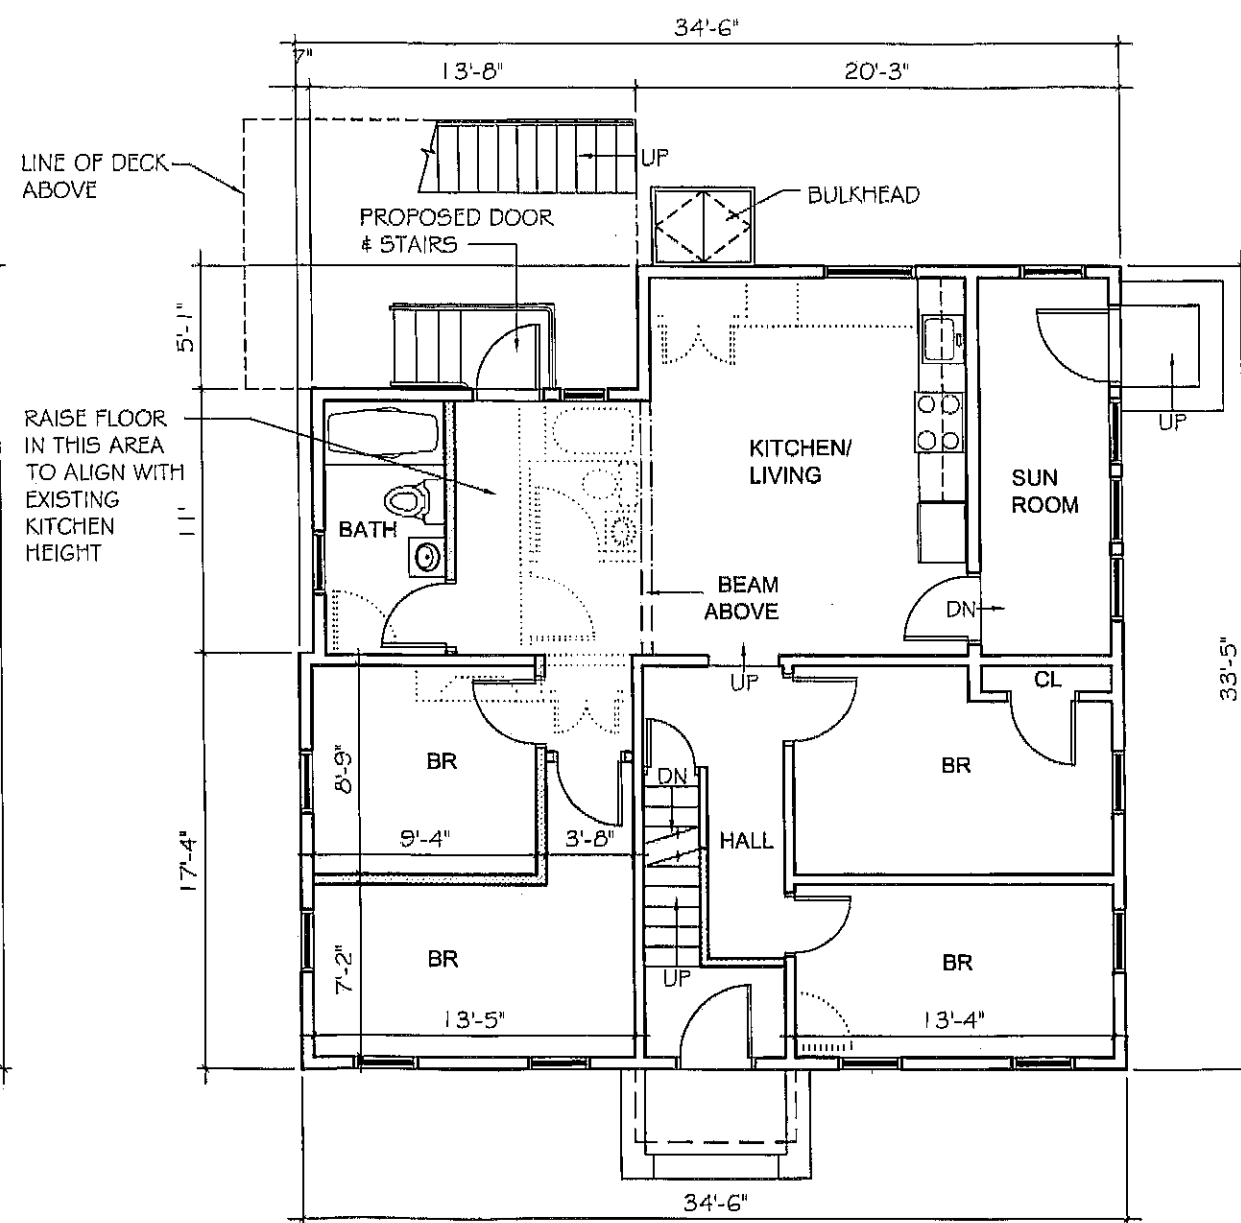 34'-6"
7"
13'-8"
20'-3"
LINE OF DECK
ABOVE
UP
BULKHEAD
PROPOSED DOOR
& STAIRS
5'-1"
RAISE FLOOR
IN THIS AREA
TO ALIGN WITH
EXISTING
KITCHEN
HEIGHT
11'
BATH
KITCHEN/
LIVING
SUN
ROOM
UP
BEAM
ABOVE
DN
UP
CL
33'-5"
BR
8'-9"
DN
BR
9'-4"
3'-8"
HALL
17'-4"
BR
7'-2"
UP
BR
13'-5"
13'-4"
34'-6"